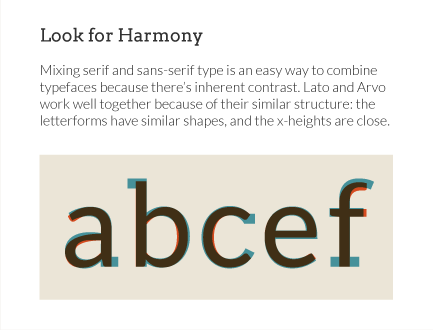 Look for Harmony
Mixing serif and sans-serif type is an easy way to combine
typefaces because there's inherent contrast. Lato and Arvo
work well together because of their similar structure: the
letterforms have similar shapes, and the x-heights are close.
abcef